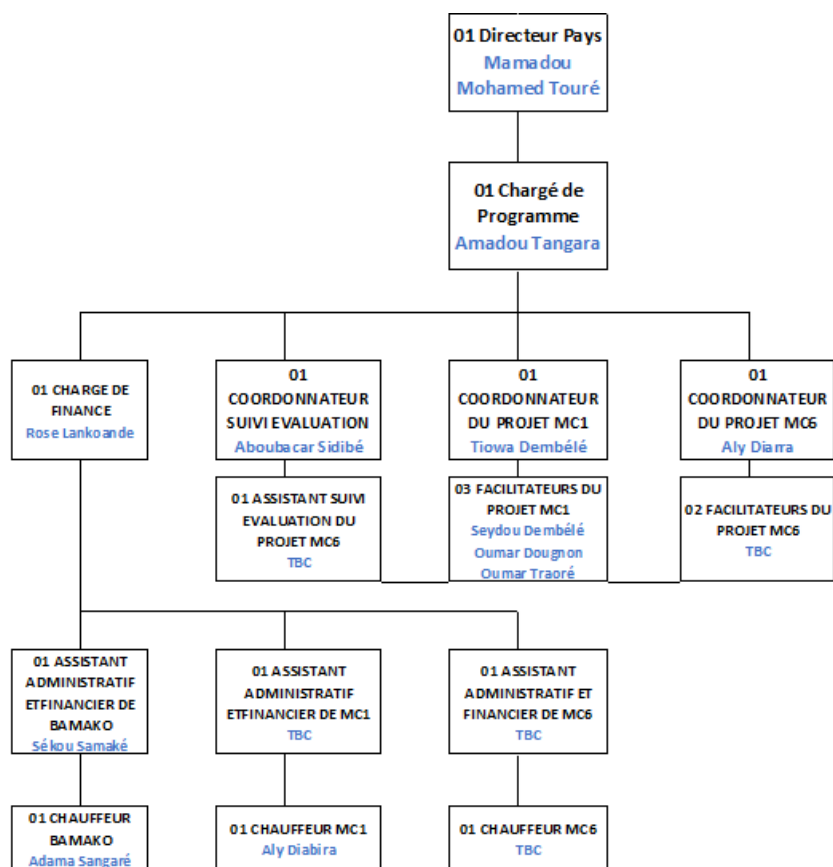 01 Directeur Pays
Mamadou
Mohamed Touré
01 Chargé de
Programme
Amadou Tangara
01 CHARGE DE
FINANCE
Rose Lankoande
01
COORDONNATEUR
SUIVI EVALUATION
Aboubacar Sidibé
01
COORDONNATEUR
DU PROJET MC1
Tiowa Dembélé
01
COORDONNATEUR
DU PROJET MC6
Aly Diarra
01 ASSISTANT SUIVI
EVALUATION DU
PROJET MC6
TBC
03 FACILITATEURS DU
PROJET MC1
Seydou Dembélé
Oumar Dougnon
Oumar Traoré
02 FACILITATEURS DU
PROJET MC6
TBC
01 ASSISTANT
ADMINISTRATIF
ETFINANCIER DE
BAMAKO
Sékou Samaké
01 ASSISTANT
ADMINISTRATIF
ETFINANCIER DE MC1
TBC
01 ASSISTANT
ADMINISTRATIF ET
FINANCIER DE MC6
TBC
01 CHAUFFEUR
BAMAKO
Adama Sangaré
01 CHAUFFEUR MC1
Aly Diabira
01 CHAUFFEUR MC6
TBC